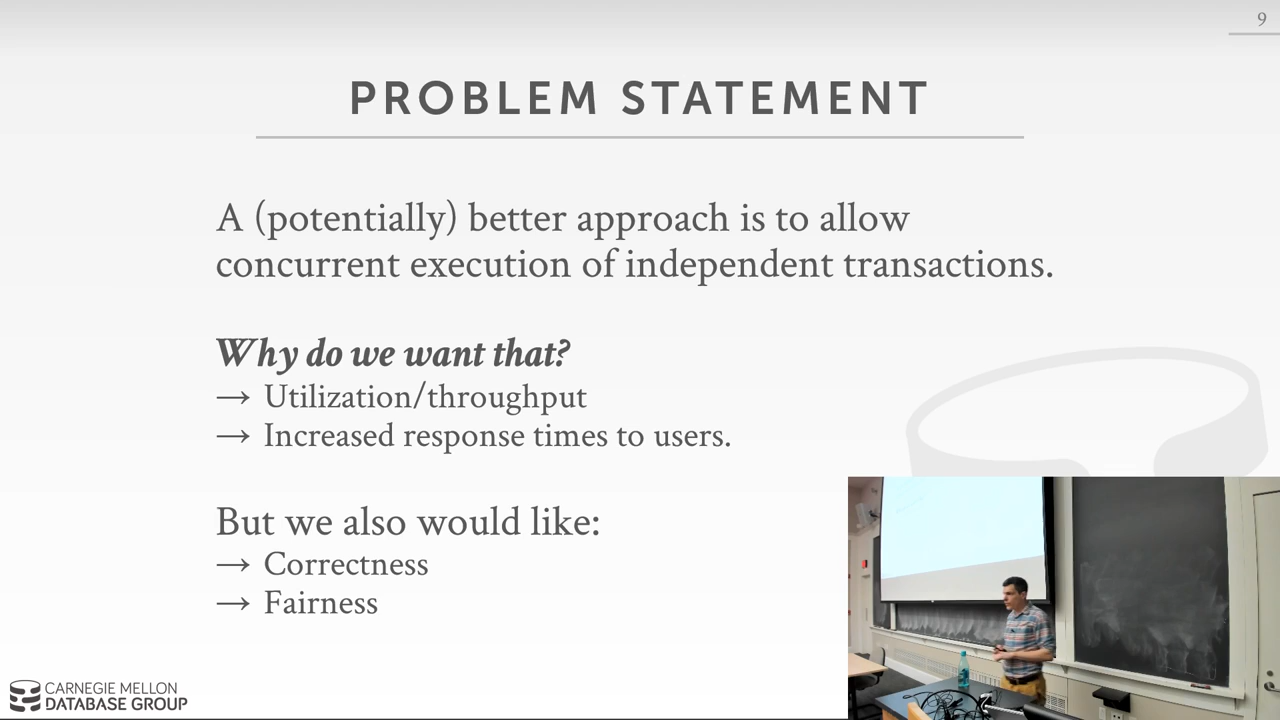 9
PROBLEM STATEMENT
A (potentially) better approach is to allow
concurrent execution of independent transactions.
Why do we want that?
→ Utilization/throughput
→ Increased response times to users.
But we also would like:
→ Correctness
→ Fairness
CARNEGIE MELLON
DATABASE GROUP